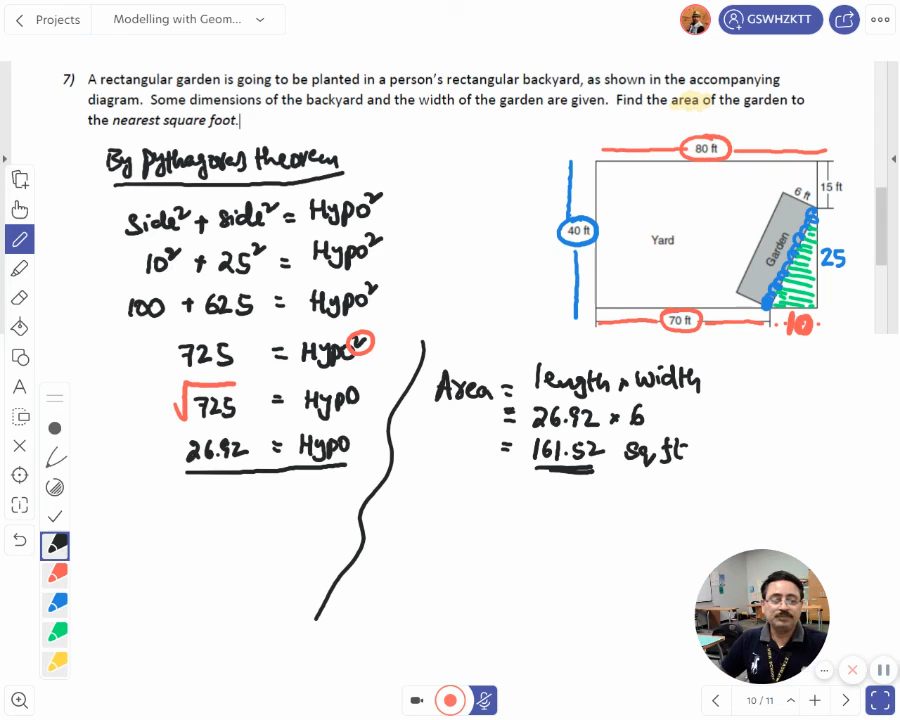 Projects
Modelling with Geom...
GSWHZKTT
7) A rectangular garden is going to be planted in a person's rectangular backyard, as shown in the accompanying
diagram. Some dimensions of the backyard and the width of the garden are given. Find the area of the garden to
the nearest square foot.
By Pythagoras theorem
Side² + Side² = Hypo²
10² + 25² = Hypo²
100 + 625 = Hypo²
725 = Hypo²
√725 = Hypo
26.92 = Hypo
80 ft
15 ft
6 ft
40 ft
Yard
Garden
25
70 ft
10
Area = length × width
= 26.92 × 6
= 161.52 sq ft
A
10 / 11